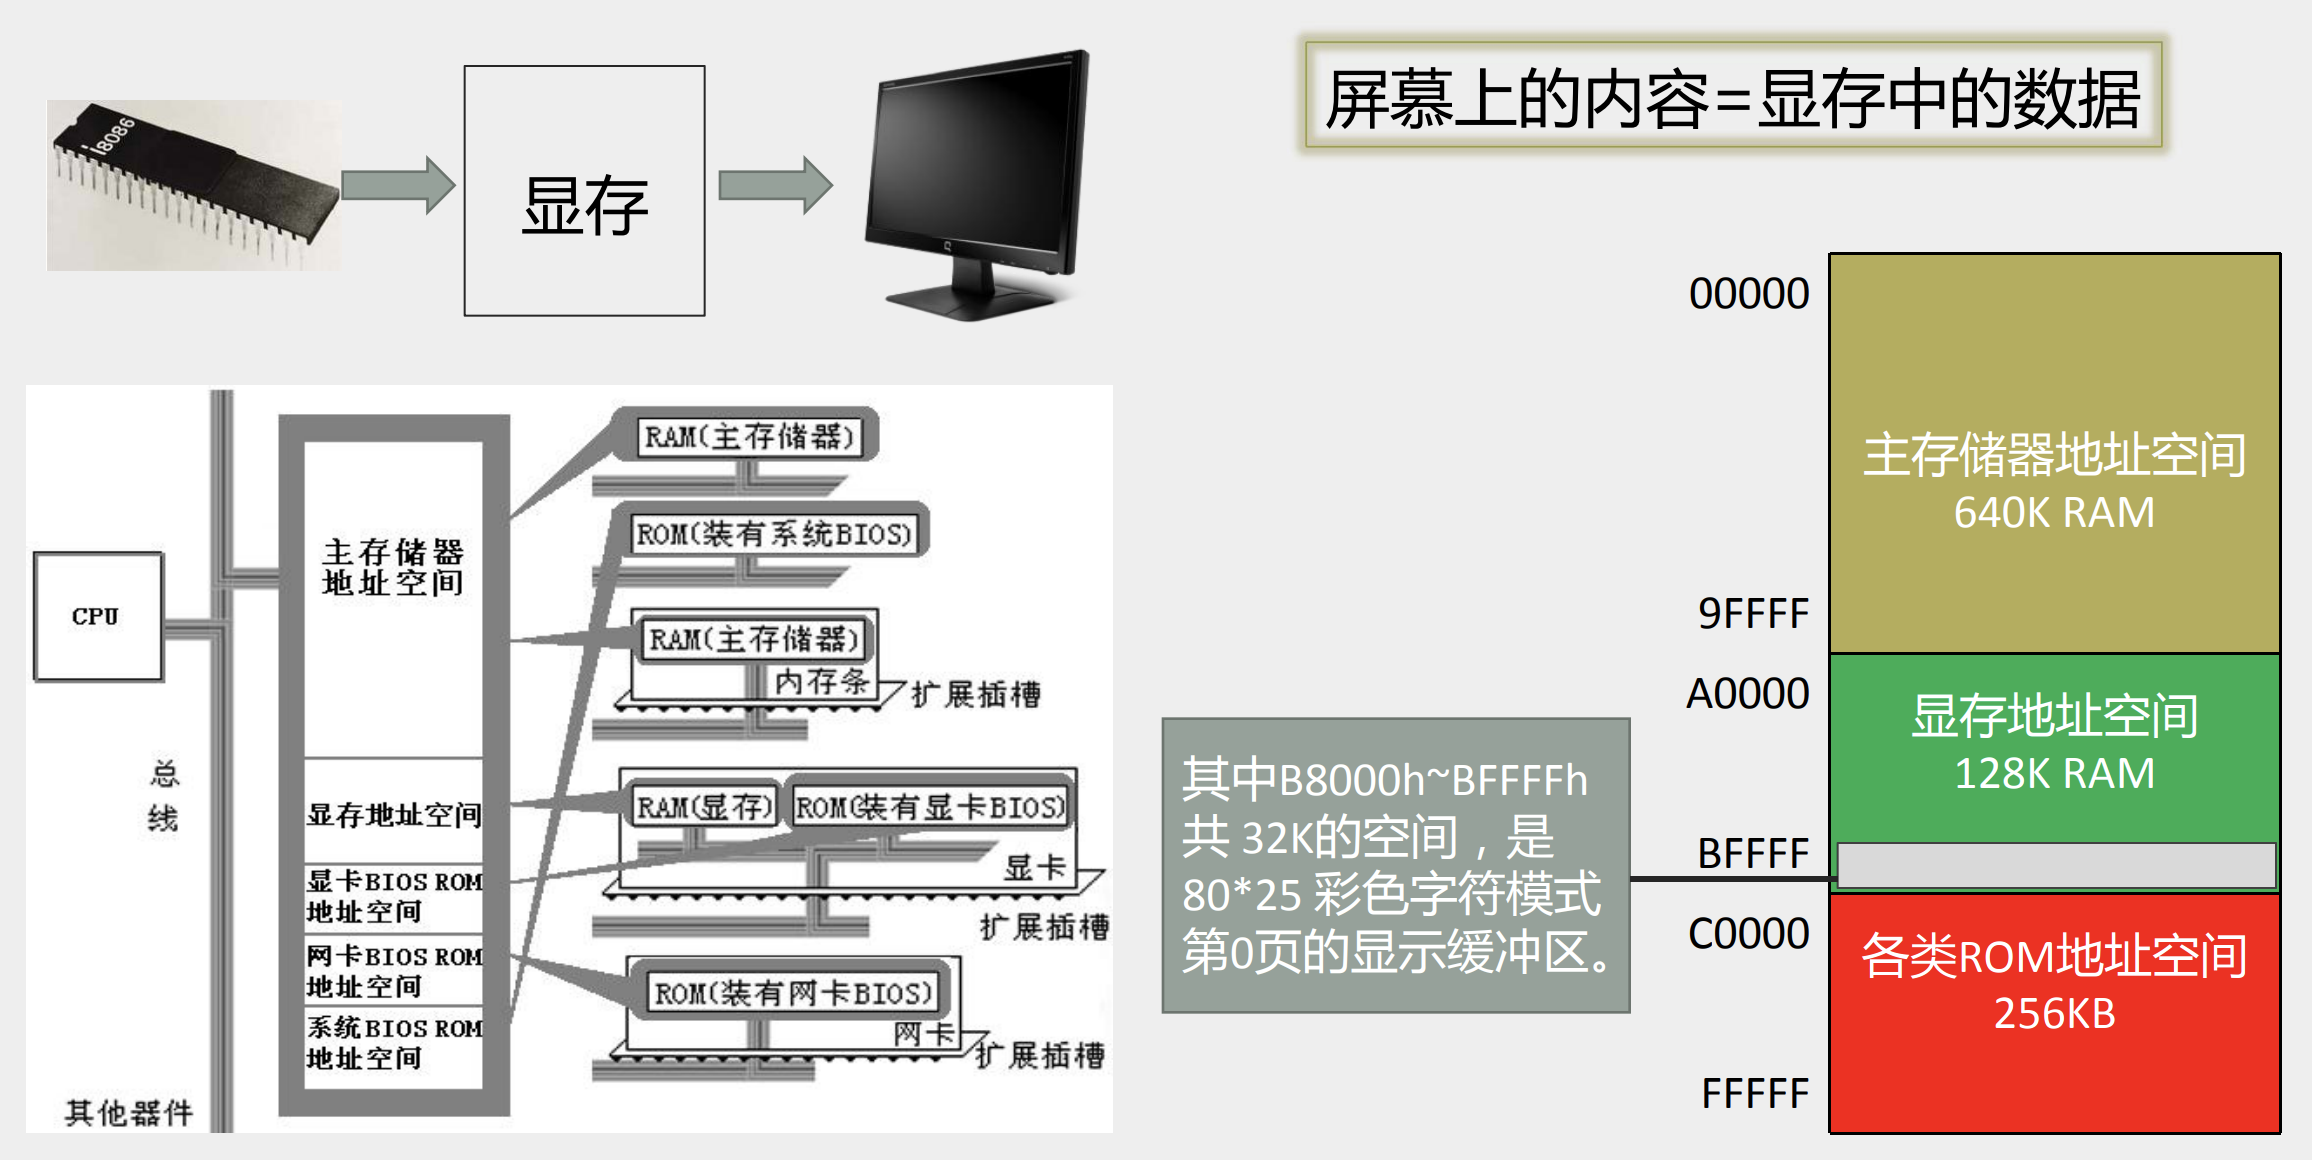 i8086
显存
屏幕上的内容=显存中的数据
CPU
总
线
其他器件
主存储器
地址空间
显存地址空间
显卡BIOS ROM
地址空间
网卡BIOS ROM
地址空间
系统BIOS ROM
地址空间
RAM(主存储器)
ROM(装有系统BIOS)
RAM(主存储器)
内存条
扩展插槽
RAM(显存)
ROM(装有显卡BIOS)
显卡
扩展插槽
ROM(装有网卡BIOS)
网卡
扩展插槽
其中B8000h~BFFFFh
共 32K的空间，是
80*25 彩色字符模式
第0页的显示缓冲区。
00000
9FFFF
A0000
BFFFF
C0000
FFFFF
主存储器地址空间
640K RAM
显存地址空间
128K RAM
各类ROM地址空间
256KB